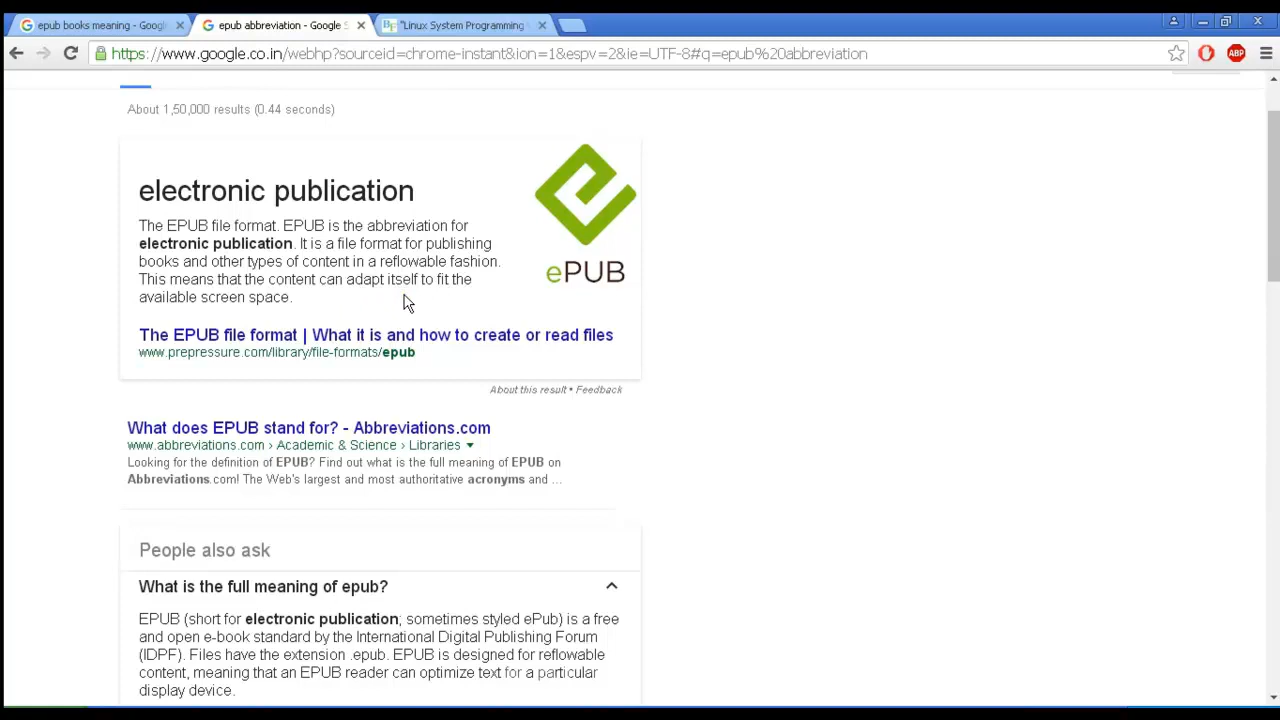 epub books meaning - Googl
epub abbreviation - Google S
"Linux System Programming
https://www.google.co.in/webhp?sourceid=chrome-instant&ion=1&espv=2&ie=UTF-8#q=epub%20abbreviation
ABP
About 1,50,000 results (0.44 seconds)
electronic publication
The EPUB file format. EPUB is the abbreviation for
electronic publication. It is a file format for publishing
books and other types of content in a reflowable fashion.
This means that the content can adapt itself to fit the
available screen space.
ePUB
The EPUB file format | What it is and how to create or read files
www.prepressure.com/library/file-formats/epub
About this result • Feedback
What does EPUB stand for? - Abbreviations.com
www.abbreviations.com › Academic & Science › Libraries
Looking for the definition of EPUB? Find out what is the full meaning of EPUB on
Abbreviations.com! The Web's largest and most authoritative acronyms and ...
People also ask
What is the full meaning of epub?
EPUB (short for electronic publication; sometimes styled ePub) is a free
and open e-book standard by the International Digital Publishing Forum
(IDPF). Files have the extension .epub. EPUB is designed for reflowable
content, meaning that an EPUB reader can optimize text for a particular
display device.